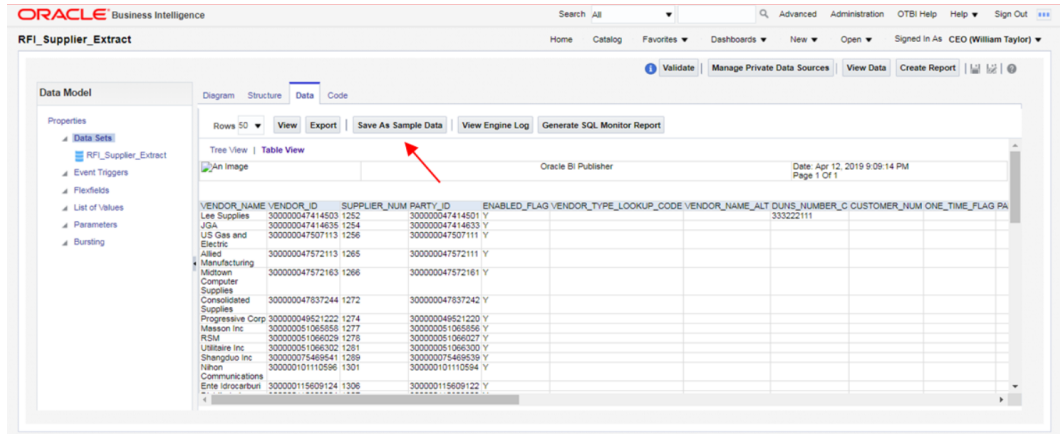 ORACLE Business Intelligence Search All Advanced Administration OTBI Help Help Sign Out
RFI_Supplier_Extract Home Catalog Favorites Dashboards New Open Signed In As CEO (William Taylor)
Validate Manage Private Data Sources View Data Create Report
Data Model
Diagram Structure Data Code
Properties
Data Sets
RFI_Supplier_Extract
Event Triggers
Flexfields
List of Values
Parameters
Bursting
Rows 50 View Export Save As Sample Data View Engine Log Generate SQL Monitor Report
Tree View | Table View
An Image Oracle BI Publisher Date: Apr 12, 2019 9:09:14 PM
Page 1 Of 1
VENDOR_NAME VENDOR_ID SUPPLIER_NUM PARTY_ID ENABLED_FLAG VENDOR_TYPE_LOOKUP_CODE VENDOR_NAME_ALT DUNS_NUMBER_C CUSTOMER_NUM ONE_TIME_FLAG PA
Lee Supplies 300000047414503 1252 300000047414501 Y 333222111
JGA 300000047414635 1254 300000047414633 Y
US Gas and 300000047507113 1256 300000047507111 Y
Electric
Allied 300000047572113 1265 300000047572111 Y
Manufacturing
Midtown 300000047572163 1266 300000047572161 Y
Computer
Supplies
Consolidated 300000047837244 1272 300000047837242 Y
Supplies
Progressive Corp 300000049521222 1274 300000049521220 Y
Masson Inc 300000051065858 1277 300000051065856 Y
RSM 300000051066029 1278 300000051066027 Y
Utilitaire Inc 300000051066302 1281 300000051066300 Y
Shangduo Inc 300000075469541 1289 300000075469539 Y
Nihon 300000101110596 1301 300000101110594 Y
Communications
Ente Idrocarburi 300000115609124 1306 300000115609122 Y